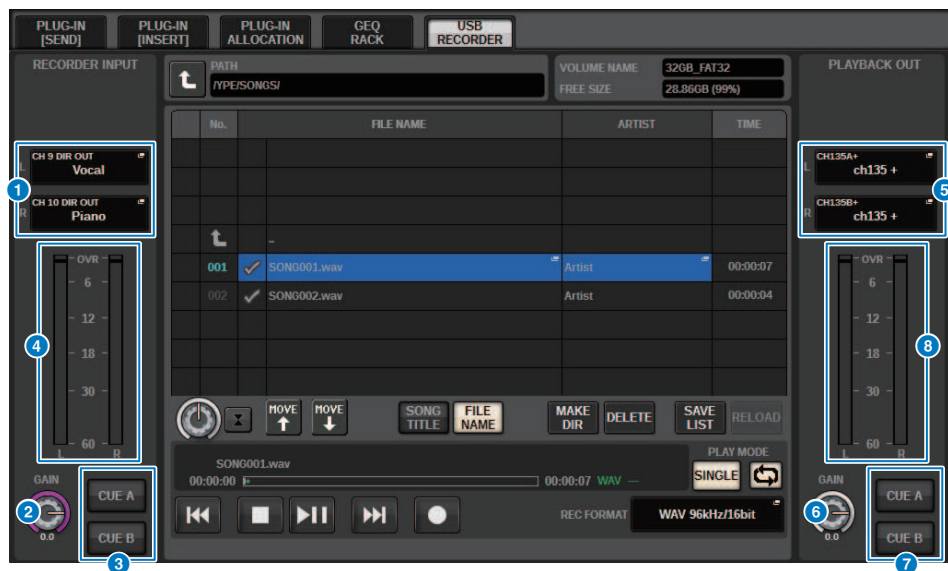 PLUG-IN
[SEND]
PLUG-IN
[INSERT]
PLUG-IN
ALLOCATION
GEQ
RACK
USB
RECORDER
RECORDER INPUT
PATH
/YPE/SONGS/
VOLUME NAME
32GB_FAT32
FREE SIZE
28.86GB (99%)
PLAYBACK OUT
No.
FILE NAME
ARTIST
TIME
CH 9 DIR OUT
L
Vocal
1
CH 10 DIR OUT
R
Piano
CH135A+
L
ch135 +
5
CH135B+
R
ch135 +
-
001
SONG001.wav
Artist
00:00:07
002
SONG002.wav
Artist
00:00:04
OVR
6
12
18
30
60
L
R
4
OVR
6
12
18
30
60
L
R
8
MOVE
MOVE
SONG
TITLE
FILE
NAME
MAKE
DIR
DELETE
SAVE
LIST
RELOAD
SONG001.wav
00:00:00
00:00:07
WAV
---
PLAY MODE
SINGLE
REC FORMAT
WAV 96kHz/16bit
GAIN
2
0.0
CUE A
CUE B
3
GAIN
6
0.0
CUE A
CUE B
7